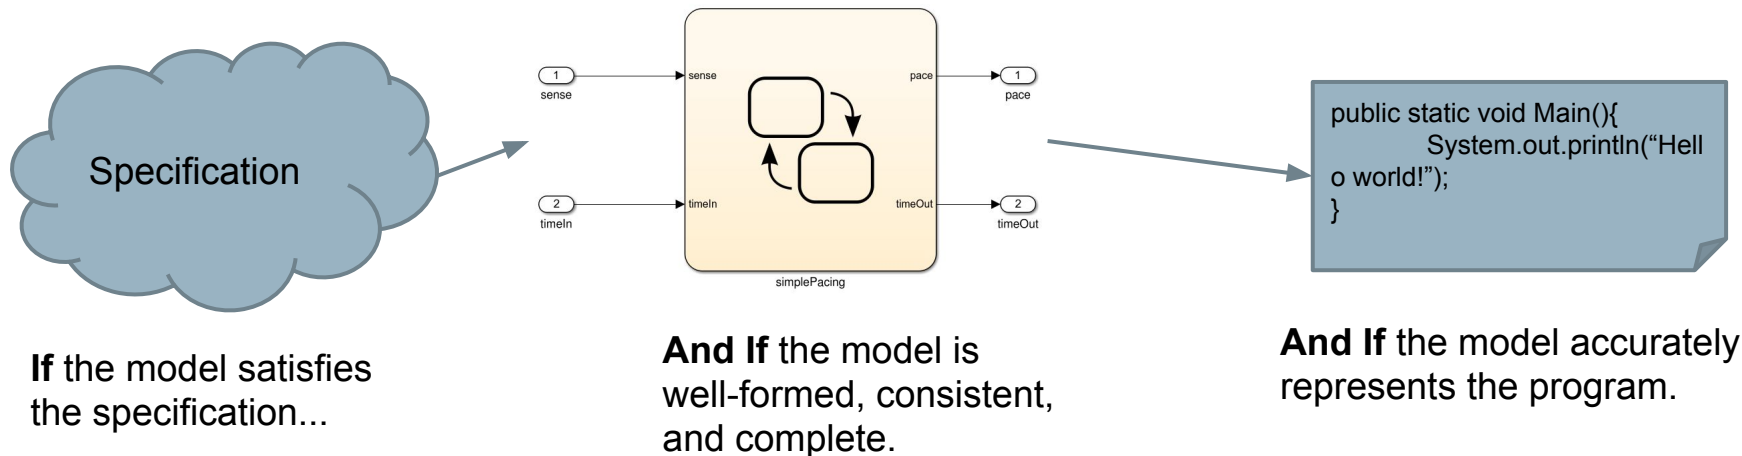 Specification
1
sense
2
timeIn
sense
timeIn
pace
timeOut
simplePacing
1
pace
2
timeOut
public static void Main(){
System.out.println(“Hell
o world!”);
}
If the model satisfies
the specification...
And If the model is
well-formed, consistent,
and complete.
And If the model accurately
represents the program.